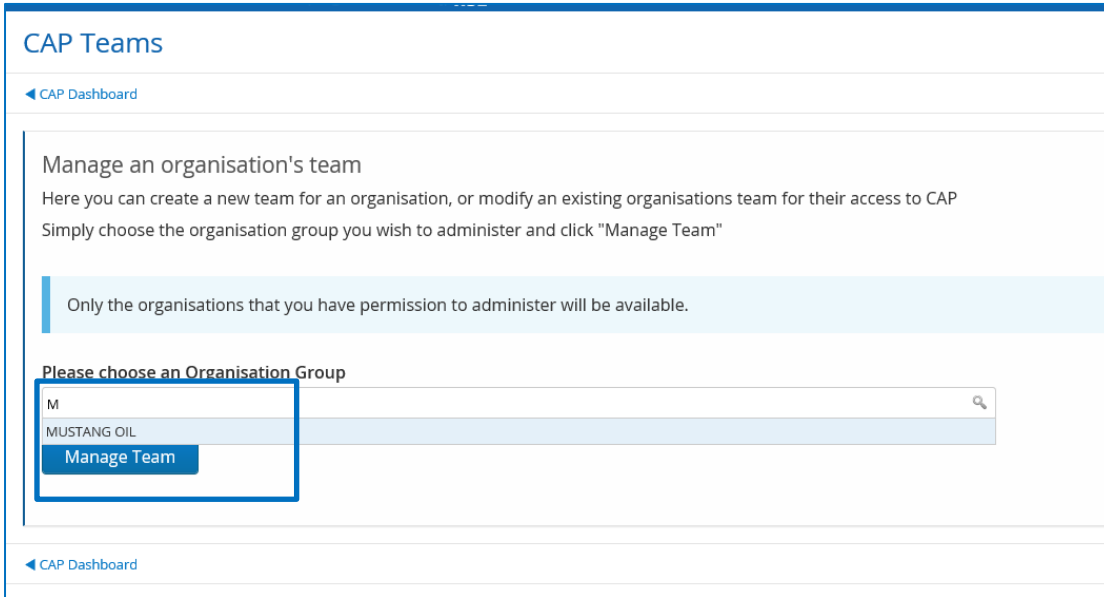 CAP Teams
CAP Dashboard
Manage an organisation's team
Here you can create a new team for an organisation, or modify an existing organisations team for their access to CAP
Simply choose the organisation group you wish to administer and click "Manage Team"
Only the organisations that you have permission to administer will be available.
Please choose an Organisation Group
M
MUSTANG OIL
Manage Team
CAP Dashboard